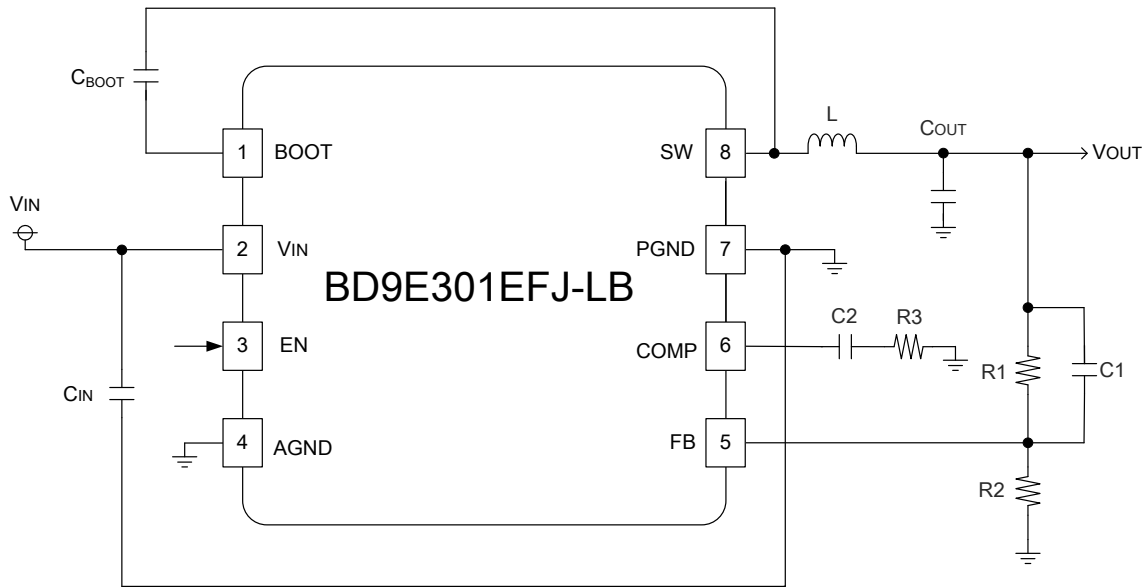 CBOOT
L
COUT
1 BOOT
SW 8
VOUT
VIN
2 VIN
PGND 7
BD9E301EFJ-LB
C2 R3
3 EN
COMP 6
R1 C1
CIN
4 AGND
FB 5
R2